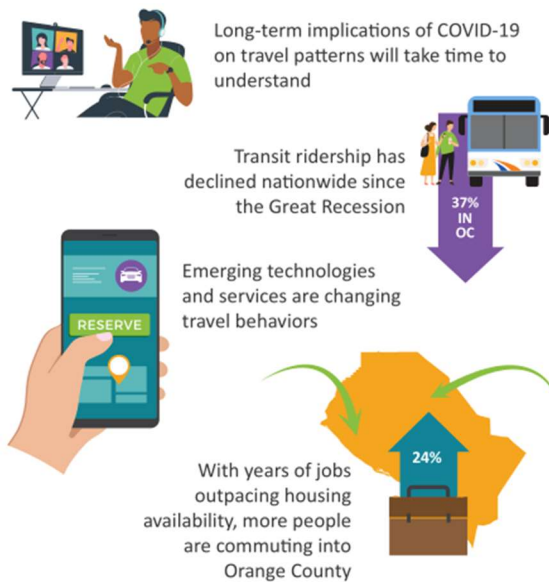 Long-term implications of COVID-19
on travel patterns will take time to
understand
Transit ridership has
declined nationwide since
the Great Recession
37%
IN
OC
Emerging technologies
and services are changing
travel behaviors
RESERVE
24%
With years of jobs
outpacing housing
availability, more people
are commuting into
Orange County